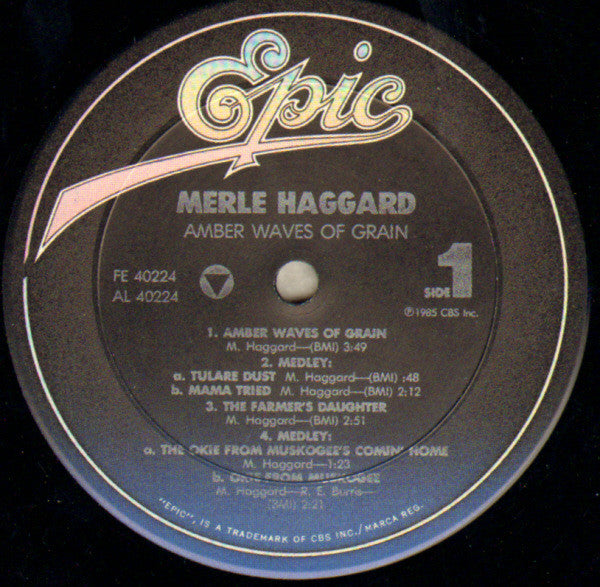 Epic
MERLE HAGGARD
AMBER WAVES OF GRAIN
FE 40224
AL 40224
SIDE 1
℗1985 CBS Inc.
1. AMBER WAVES OF GRAIN
M. Haggard—(BMI) 3:49
2. MEDLEY:
a. TULARE DUST M. Haggard—(BMI) :48
b. MAMA TRIED M. Haggard—(BMI) 2:12
3. THE FARMER'S DAUGHTER
M. Haggard—(BMI) 2:51
4. MEDLEY:
a. THE OKIE FROM MUSKOGEE'S COMIN' HOME
M. Haggard—1:23
b. OKIE FROM MUSKOGEE
M. Haggard—R. E. Burris—
(BMI) 2:21
"EPIC", IS A TRADEMARK OF CBS INC./MARCA REG.